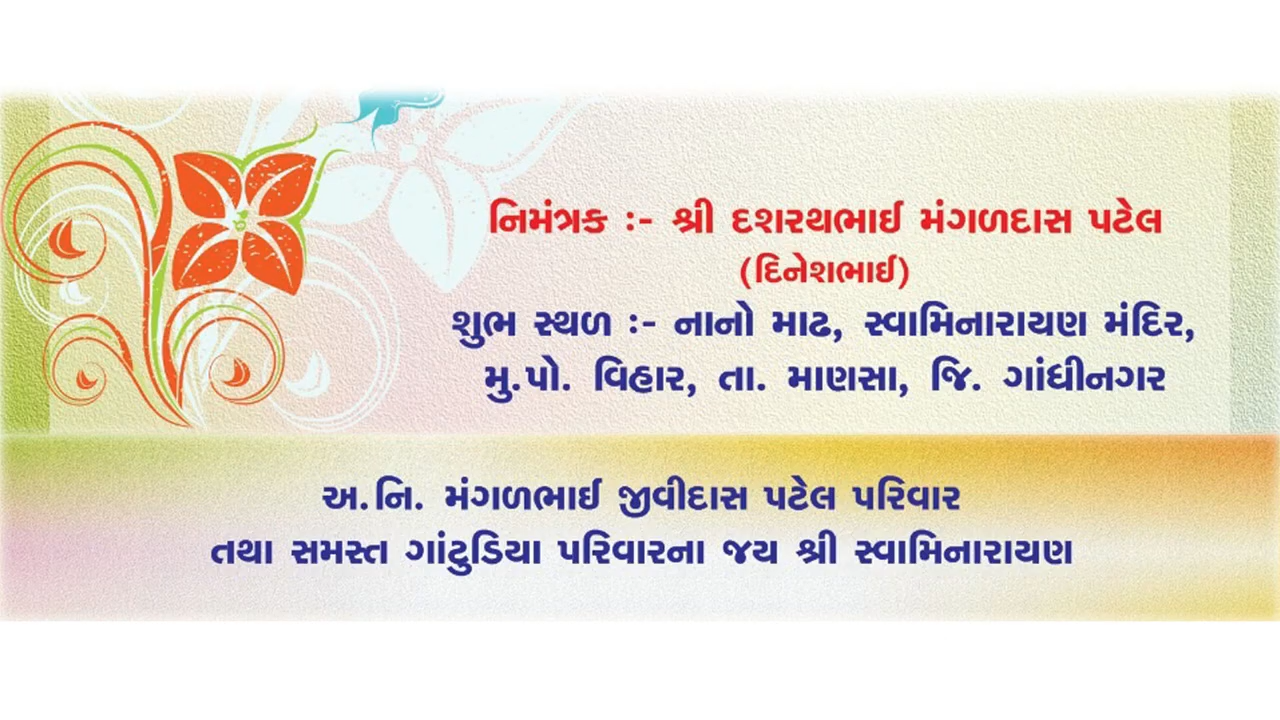 નિમંત્રક :- શ્રી દશરથભાઈ મંગળદાસ પટેલ
(દિનેશભાઈ)
શુભ સ્થળ :- નાનો માઢ, સ્વામિનારાયણ મંદિર,
મુ.પો. વિહાર, તા. માણસા, જિ. ગાંધીનગર
અ.નિ. મંગળભાઈ જીવીદાસ પટેલ પરિવાર
તથા સમસ્ત ગાંટુડિયા પરિવારના જય શ્રી સ્વામિનારાયણ